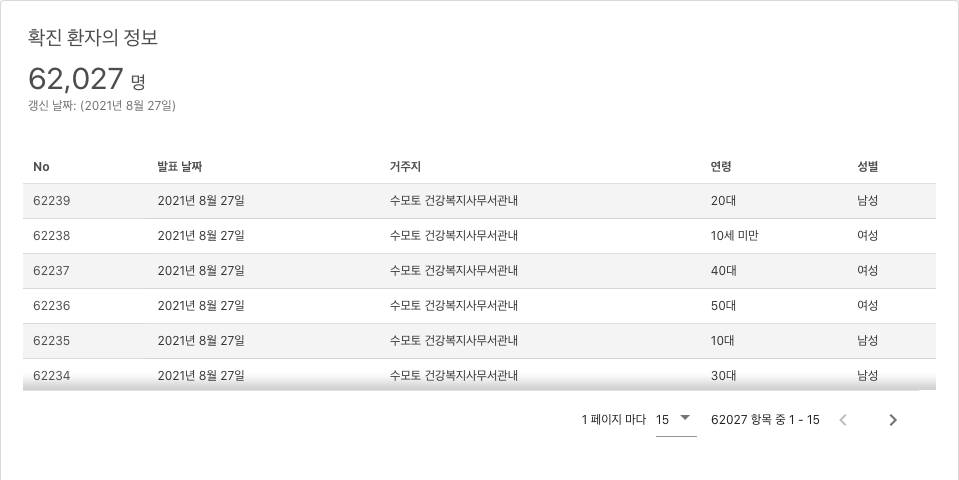 확진 환자의 정보
62,027 명
갱신 날짜: (2021년 8월 27일)
No 발표 날짜 거주지 연령 성별
62239 2021년 8월 27일 수모토 건강복지사무서관내 20대 남성
62238 2021년 8월 27일 수모토 건강복지사무서관내 10세 미만 여성
62237 2021년 8월 27일 수모토 건강복지사무서관내 40대 여성
62236 2021년 8월 27일 수모토 건강복지사무서관내 50대 여성
62235 2021년 8월 27일 수모토 건강복지사무서관내 10대 남성
62234 2021년 8월 27일 수모토 건강복지사무서관내 30대 남성
1 페이지 마다 15 62027 항목 중 1 - 15